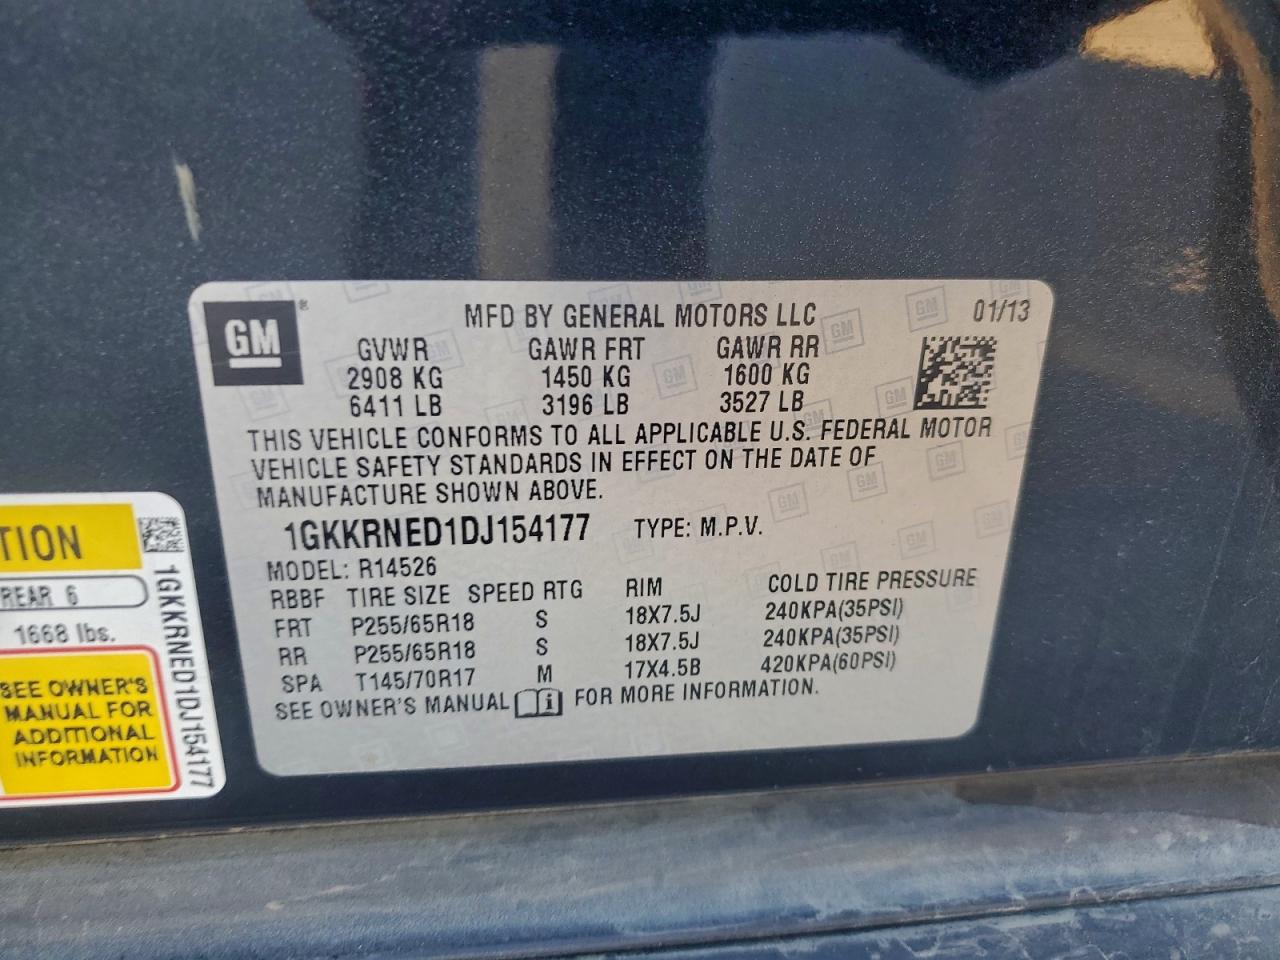 GM
®
MFD BY GENERAL MOTORS LLC
01/13
GVWR GAWR FRT GAWR RR
2908 KG 1450 KG 1600 KG
6411 LB 3196 LB 3527 LB
THIS VEHICLE CONFORMS TO ALL APPLICABLE U.S. FEDERAL MOTOR
VEHICLE SAFETY STANDARDS IN EFFECT ON THE DATE OF
MANUFACTURE SHOWN ABOVE.
1GKKRNED1DJ154177 TYPE: M.P.V.
MODEL: R14526
RBBF TIRE SIZE SPEED RTG RIM COLD TIRE PRESSURE
FRT P255/65R18 S 18X7.5J 240KPA(35PSI)
RR P255/65R18 S 18X7.5J 240KPA(35PSI)
SPA T145/70R17 M 17X4.5B 420KPA(60PSI)
SEE OWNER'S MANUAL i FOR MORE INFORMATION.
TION
REAR 6
1668 lbs.
SEE OWNER'S
MANUAL FOR
ADDITIONAL
INFORMATION
1GKKRNED1DJ154177